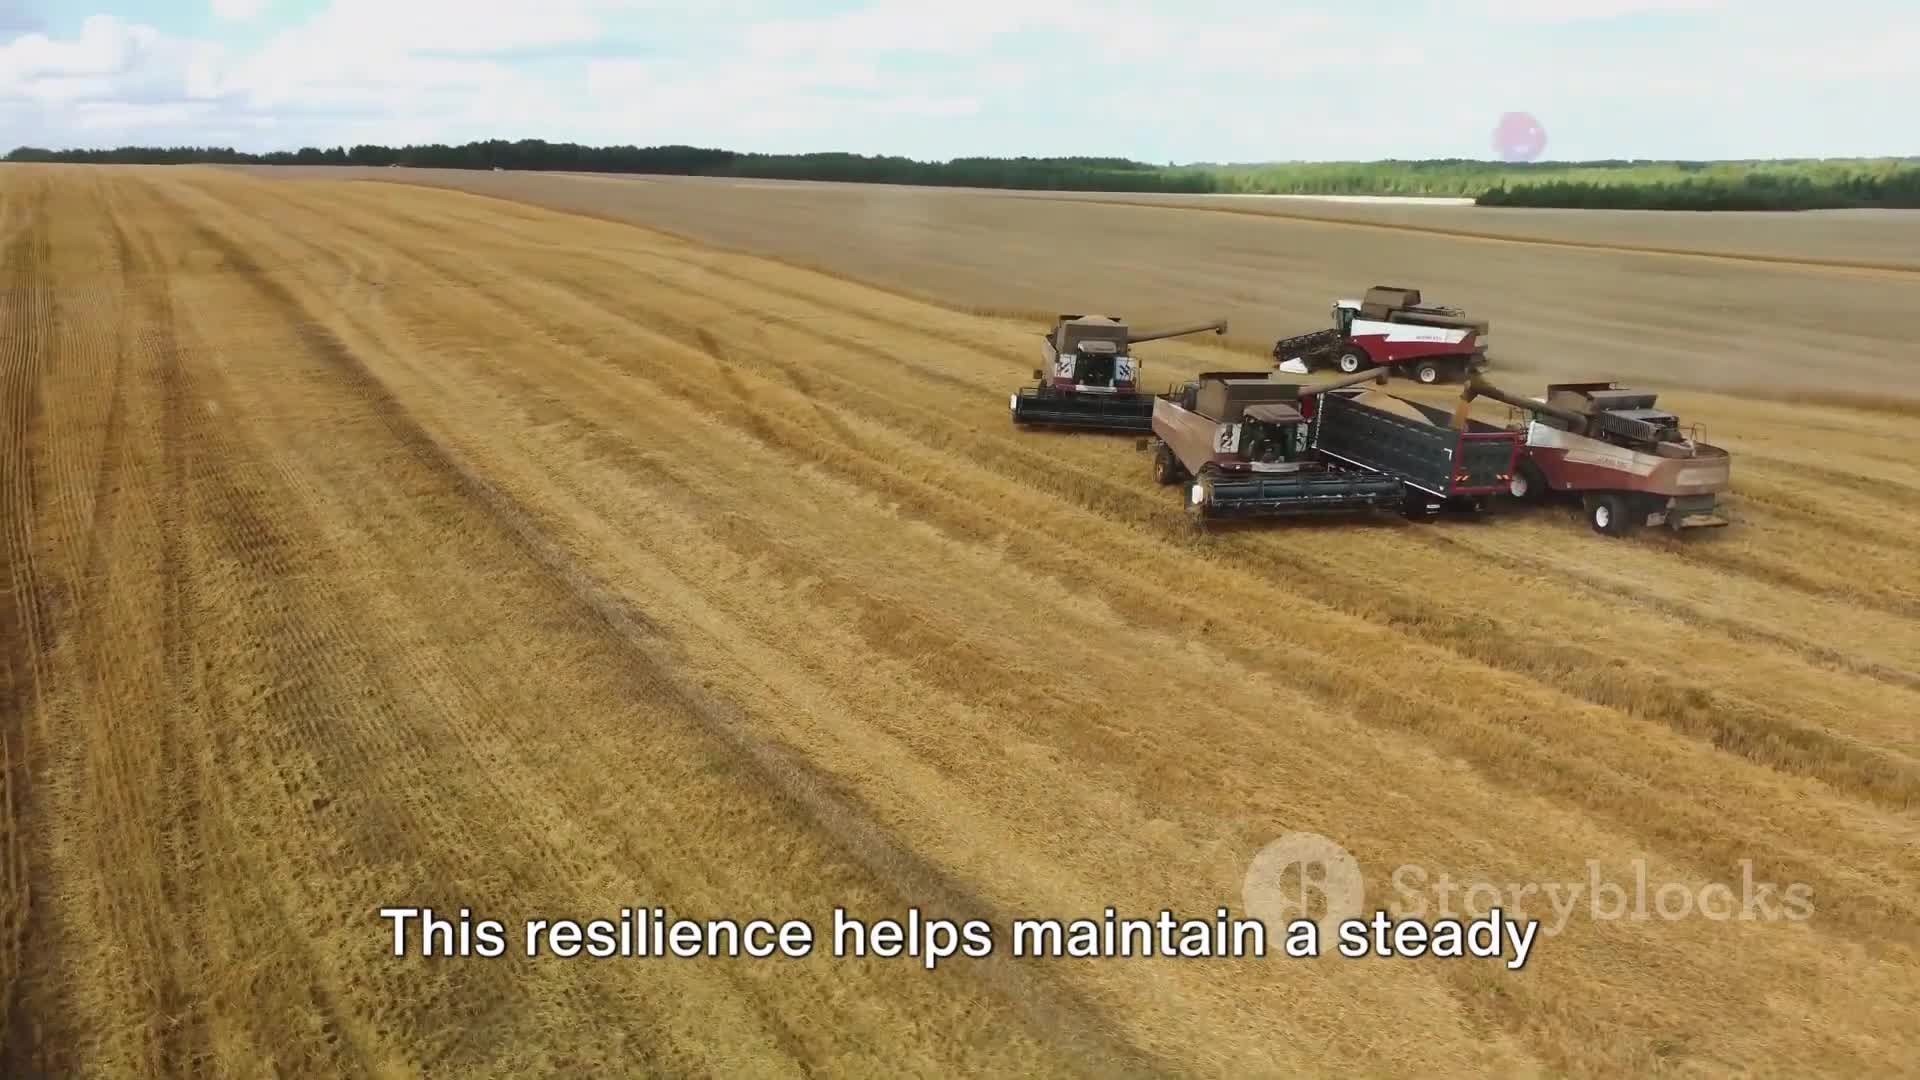 Storyblocks
This resilience helps maintain a steady